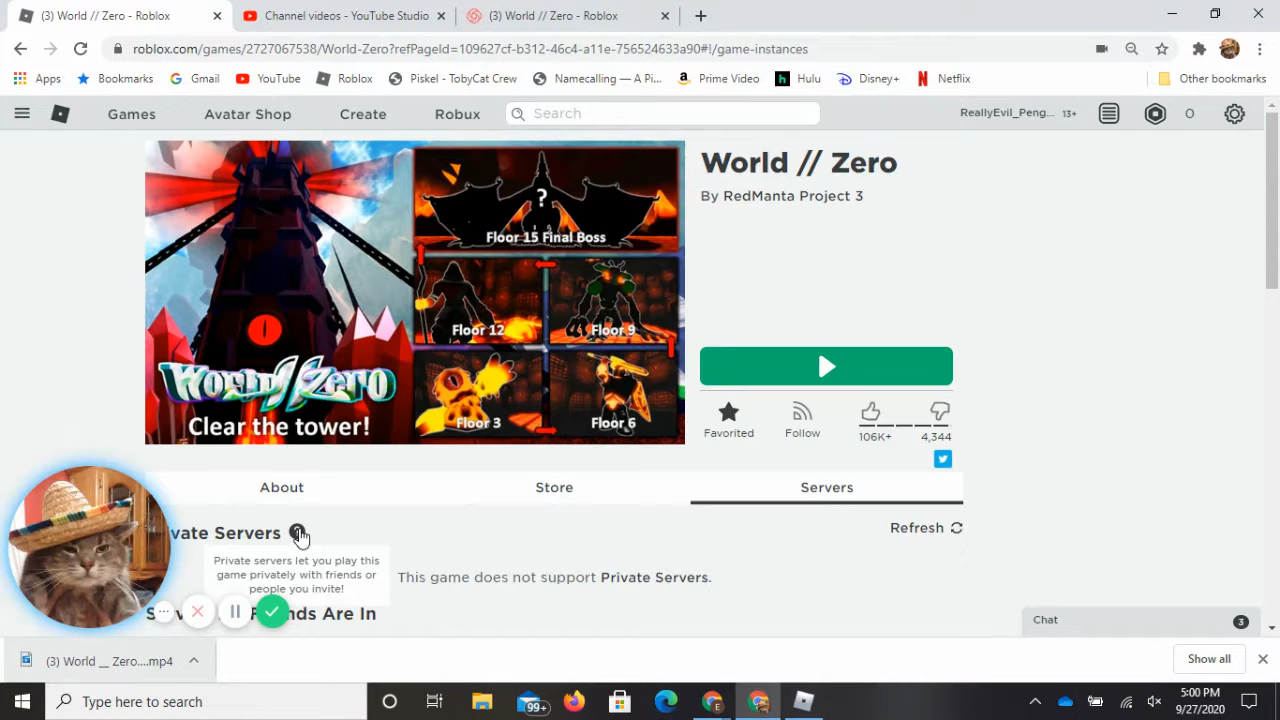 (3) World // Zero - Roblox
Channel videos - YouTube Studio
(3) World // Zero - Roblox
roblox.com/games/2727067538/World-Zero?refPageId=109627cf-b312-46c4-a11e-756524633a90#!/game-instances
Apps
Bookmarks
Gmail
YouTube
Roblox
Piskel - TobyCat Crew
Namecalling — A Pi...
Prime Video
Hulu
Disney+
Netflix
Other bookmarks
Games
Avatar Shop
Create
Robux
Search
ReallyEvil_Peng... 13+
0
World // Zero
By RedManta Project 3
?
Floor 15 Final Boss
Floor 12
Floor 9
Floor 3
Floor 6
World//Zero
Clear the tower!
Favorited
Follow
106K+
4,344
About
Store
Servers
vate Servers
Refresh
Private servers let you play this
game privately with friends or
people you invite!
This game does not support Private Servers.
S
nds Are In
Chat
3
(3) World __ Zero....mp4
Show all
Type here to search
99+
5:00 PM
9/27/2020